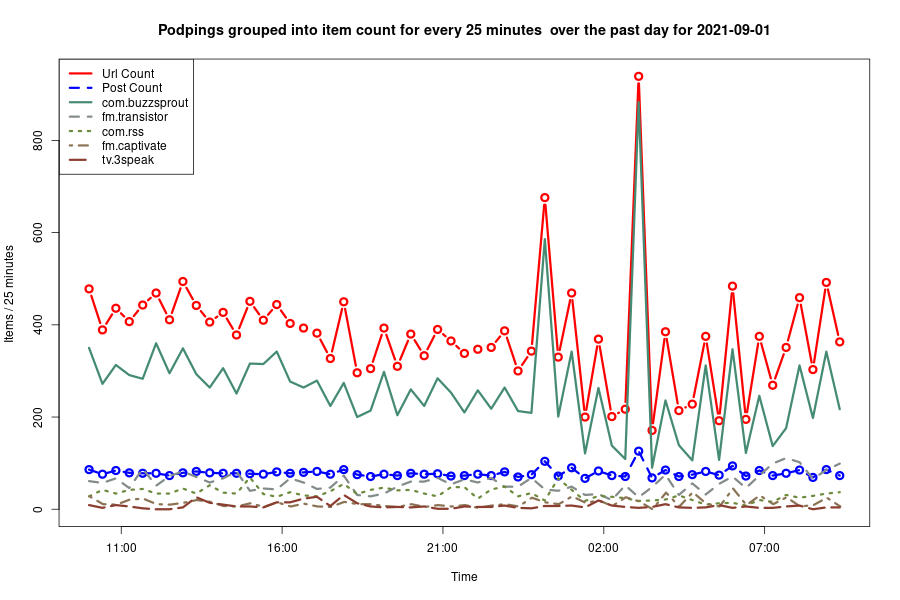 Podpings grouped into item count for every 25 minutes  over the past day for 2021-09-01
Url Count
Post Count
com.buzzsprout
fm.transistor
com.rss
fm.captivate
tv.3speak
Items / 25 minutes
800
600
400
200
0
11:00 16:00 21:00 02:00 07:00
Time